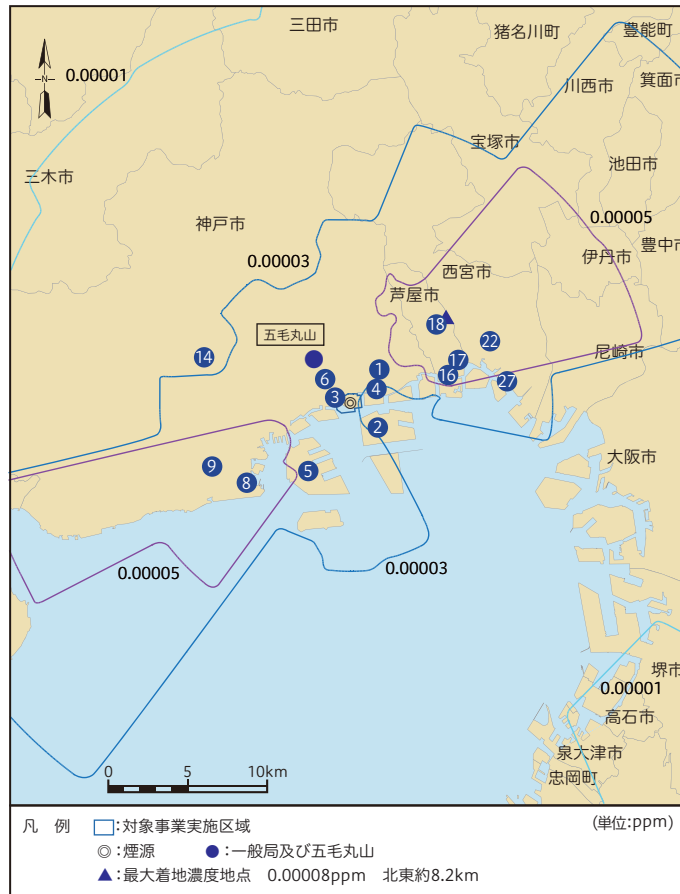 三田市
猪名川町
豊能町
N
0.00001
川西市
箕面市
宝塚市
池田市
三木市
神戸市
0.00005
豊中市
0.00003
西宮市
伊丹市
芦屋市
18
五毛丸山
22
尼崎市
14
17
1
6
16
27
4
3
2
大阪市
9
5
8
0.00005
0.00003
堺市
0.00001
高石市
泉大津市
忠岡町
0 5 10km
凡 例 :対象事業実施区域 (単位:ppm)
◎:煙源 ●:一般局及び五毛丸山
▲:最大着地濃度地点 0.00008ppm 北東約8.2km